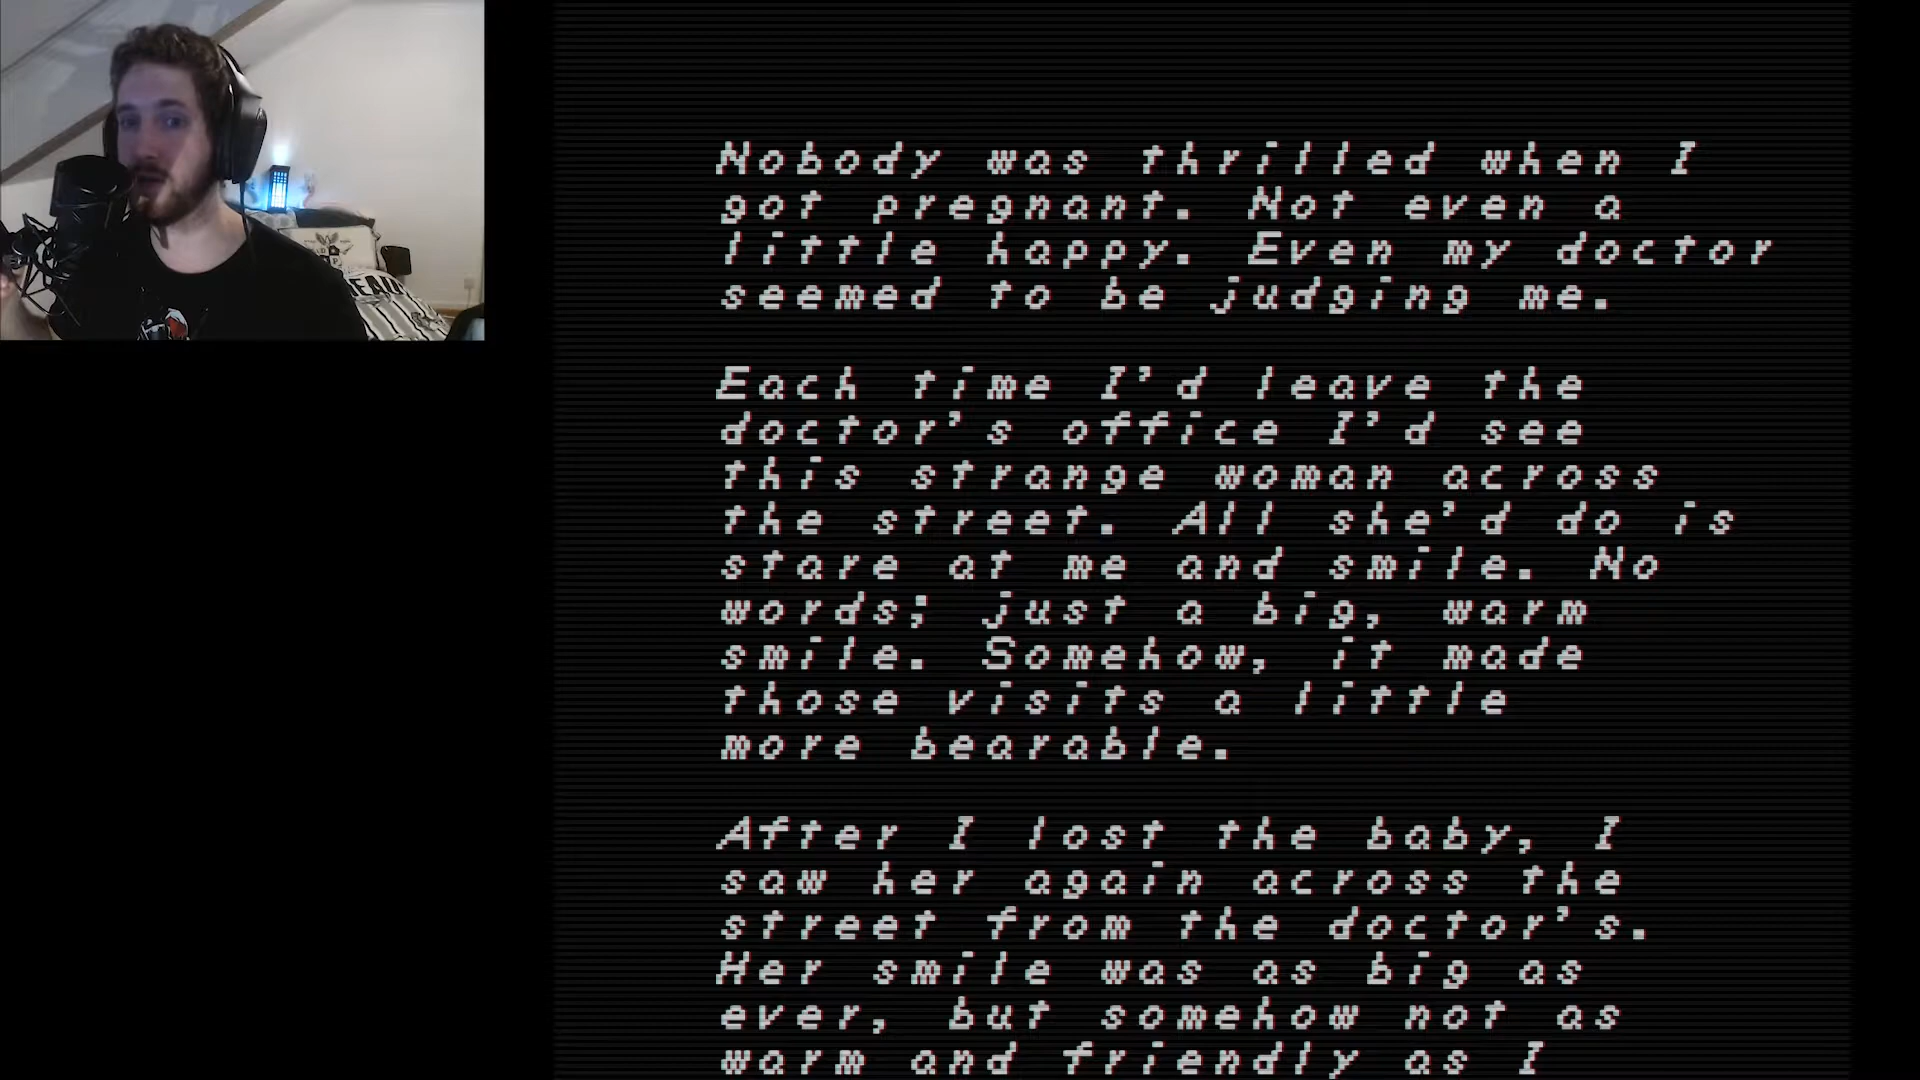 Nobody was thrilled when I
got pregnant. Not even a
little happy. Even my doctor
seemed to be judging me.
Each time I'd leave the
doctor's office I'd see
this strange woman across
the street. All she'd do is
stare at me and smile. No
words; just a big, warm
smile. Somehow, it made
those visits a little
more bearable.
After I lost the baby, I
saw her again across the
street from the doctor's.
Her smile was as big as
ever, but somehow not as
warm and friendly as I